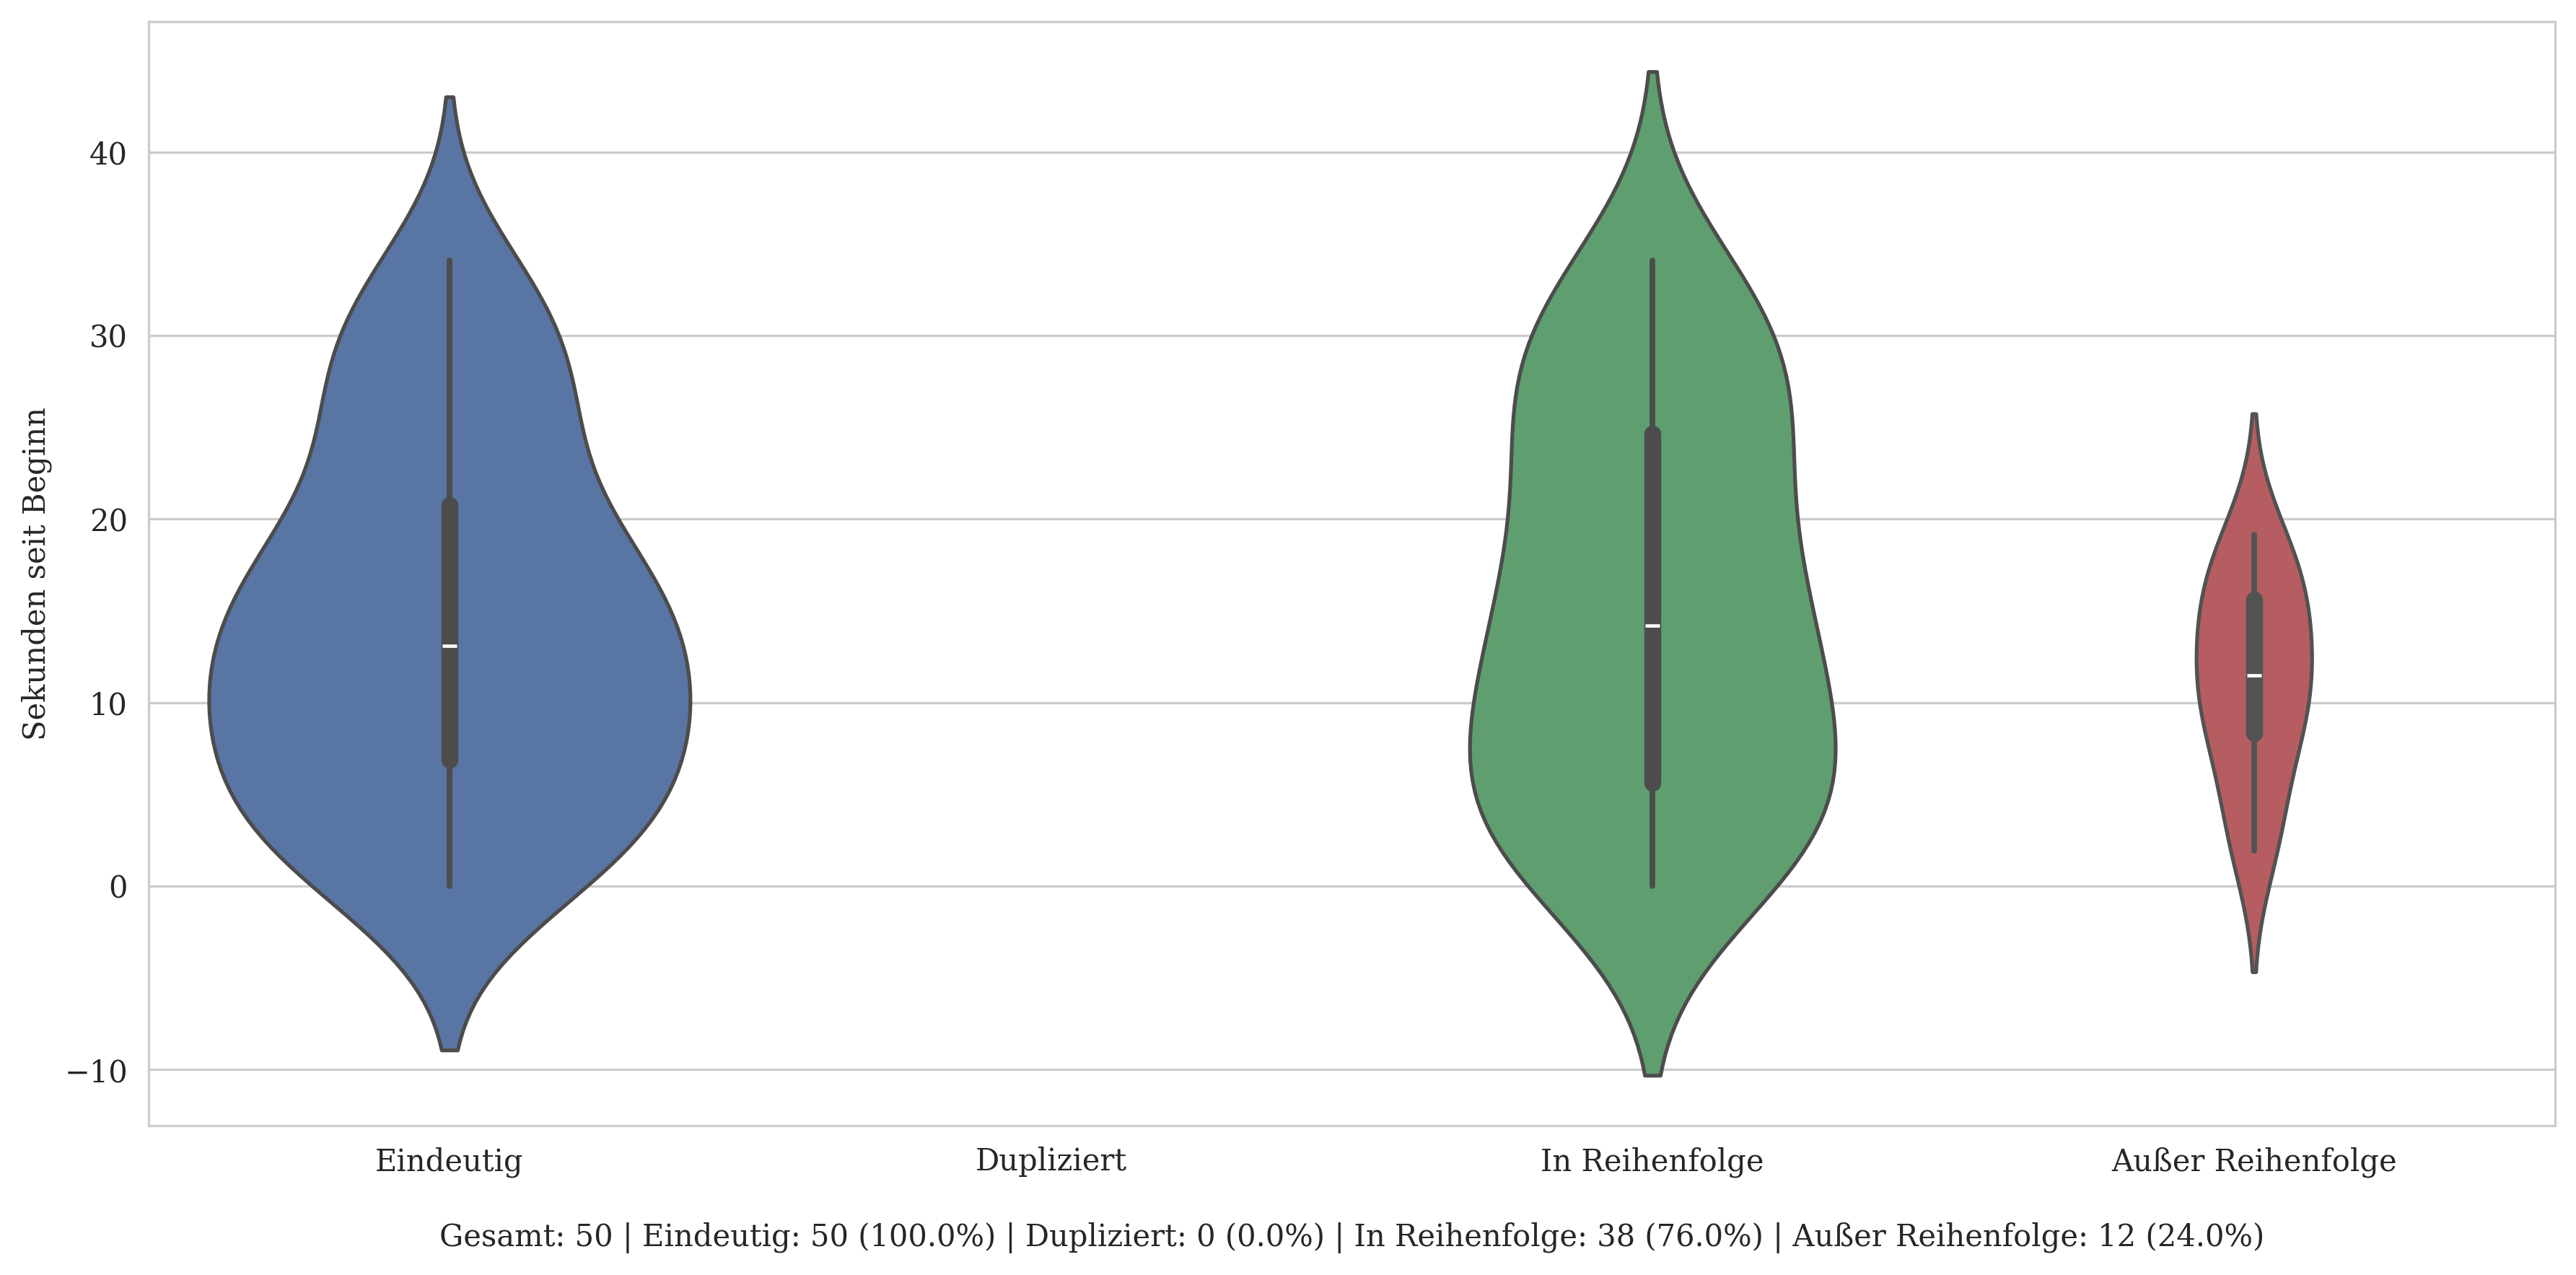 40
30
20
10
0
−10
Sekunden seit Beginn
Eindeutig
Dupliziert
In Reihenfolge
Außer Reihenfolge
Gesamt: 50 | Eindeutig: 50 (100.0%) | Dupliziert: 0 (0.0%) | In Reihenfolge: 38 (76.0%) | Außer Reihenfolge: 12 (24.0%)